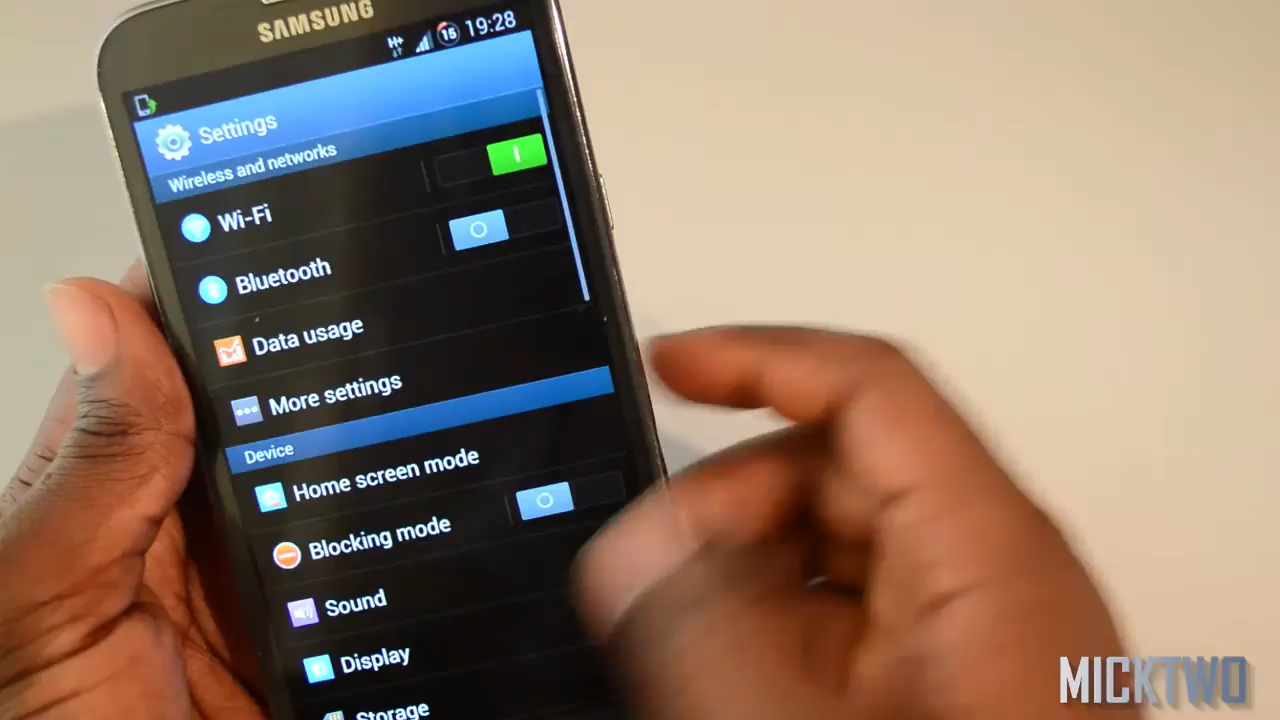 SAMSUNG
H+ 15 19:28
Settings
Wireless and networks
Wi-Fi
Bluetooth
Data usage
More settings
Device
Home screen mode
Blocking mode
Sound
Display
Storage
MICKTWO